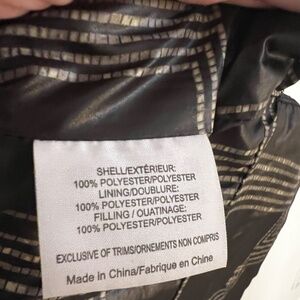 SHELL/EXTÉRIEUR:
100% POLYESTER/POLYESTER
LINING/DOUBLURE:
100% POLYESTER/POLYESTER
FILLING / OUATINAGE:
100% POLYESTER/POLYESTER
EXCLUSIVE OF TRIMS/ORNEMENTS NON COMPRIS
Made in China/Fabrique en Chine